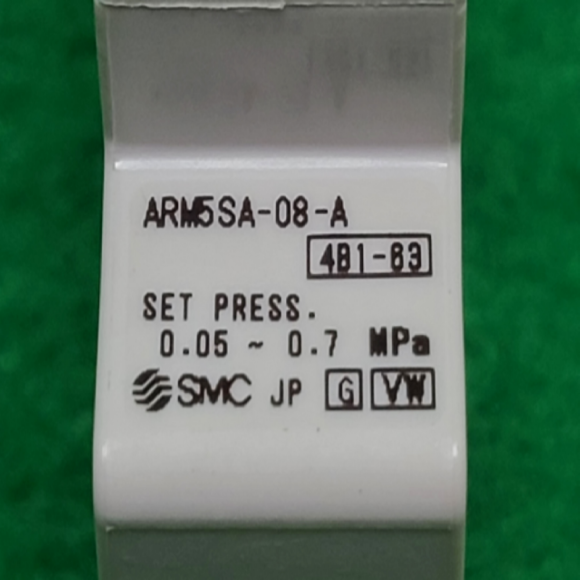 ARM5SA-08-A
4B1-63
SET PRESS.
0.05 ~ 0.7 MPa
SMC JP G VW